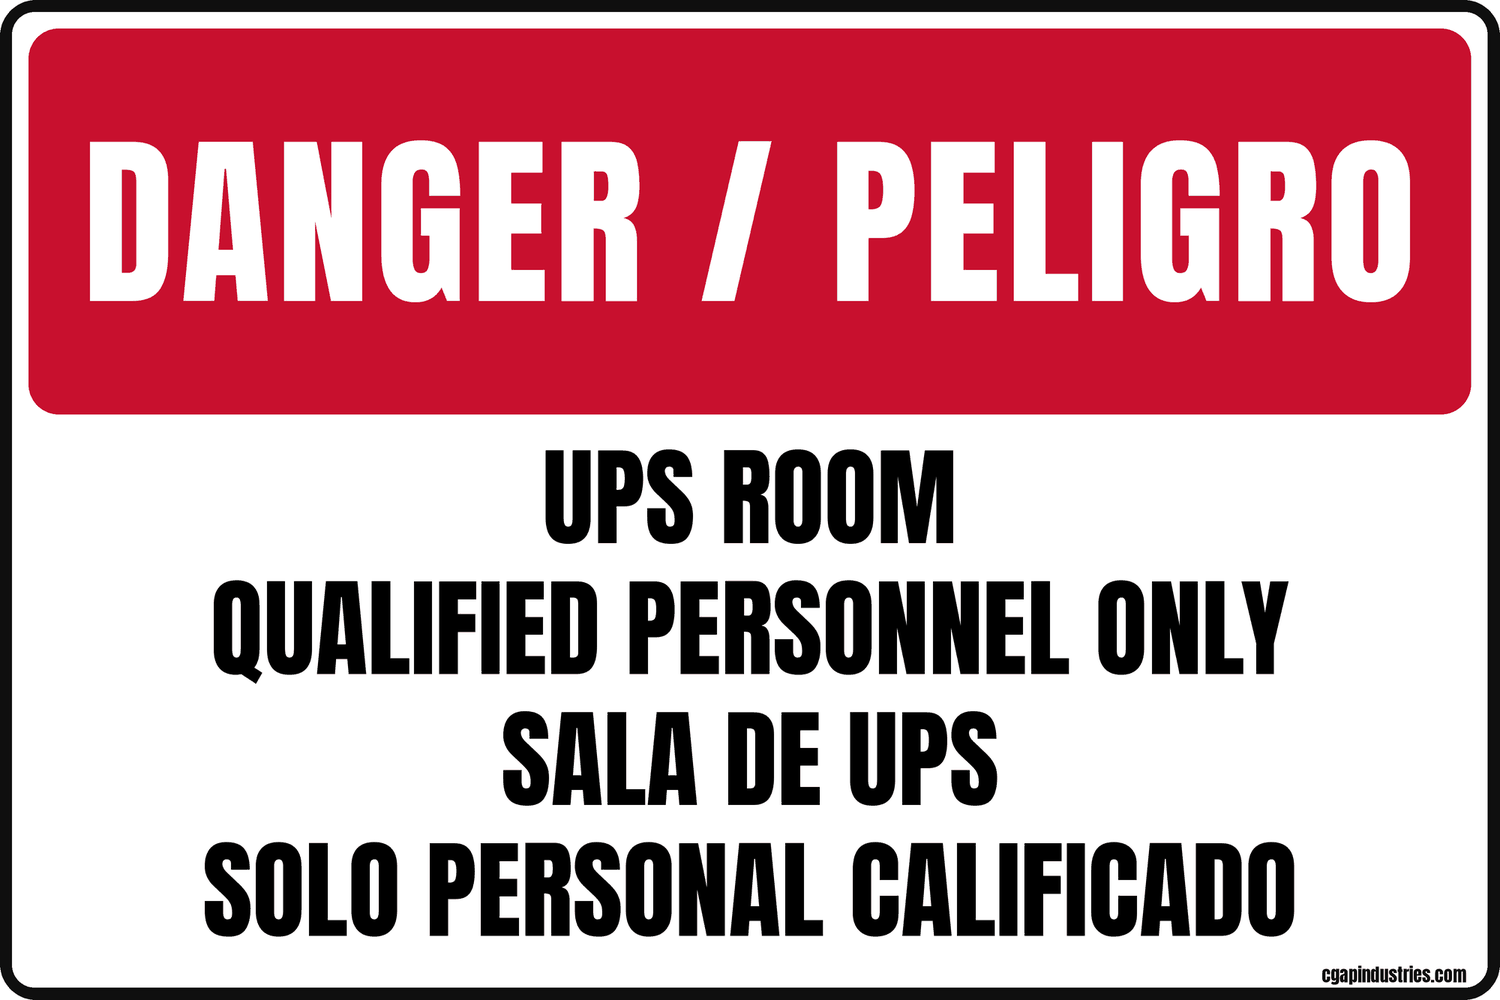 DANGER / PELIGRO
UPS ROOM
QUALIFIED PERSONNEL ONLY
SALA DE UPS
SOLO PERSONAL CALIFICADO
cgapindustries.com